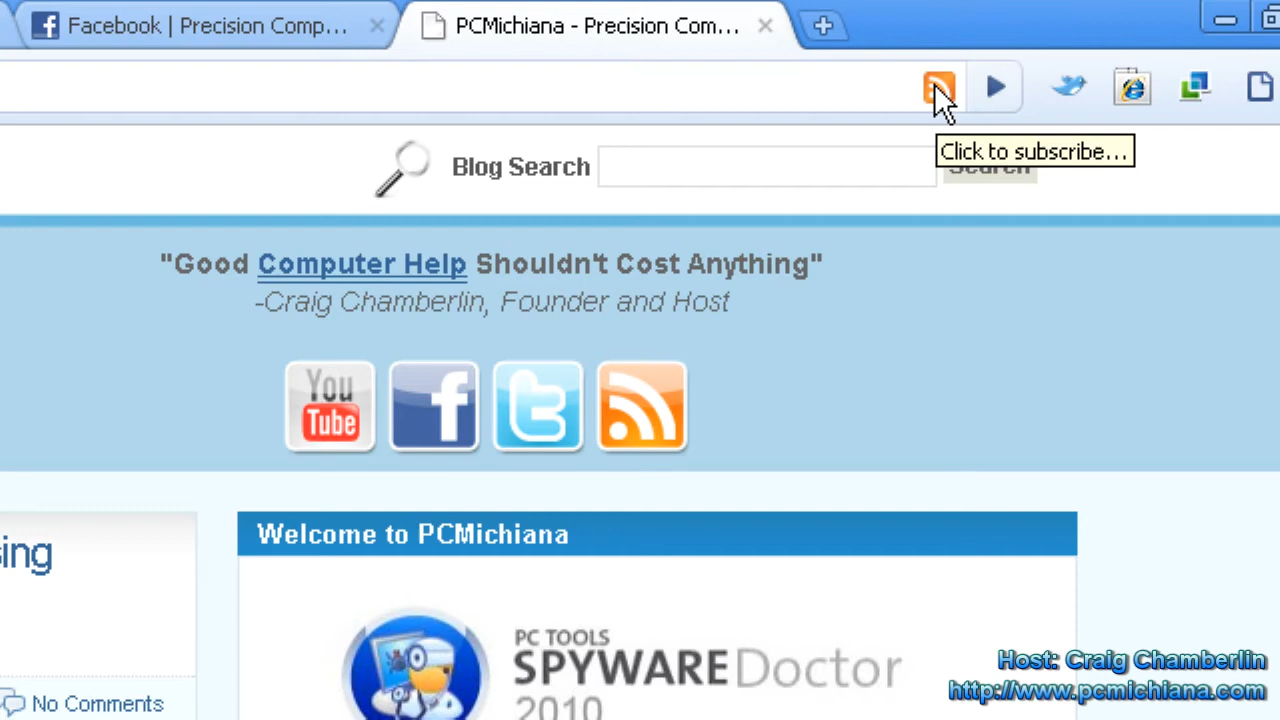 Facebook | Precision Comp...
PCMichiana - Precision Com...
Click to subscribe...
Blog Search
Search
"Good Computer Help Shouldn't Cost Anything"
-Craig Chamberlin, Founder and Host
You
Tube
Welcome to PCMichiana
sing
PC TOOLS
SPYWARE Doctor
2010
No Comments
Host: Craig Chamberlin
http://www.pcmichiana.com